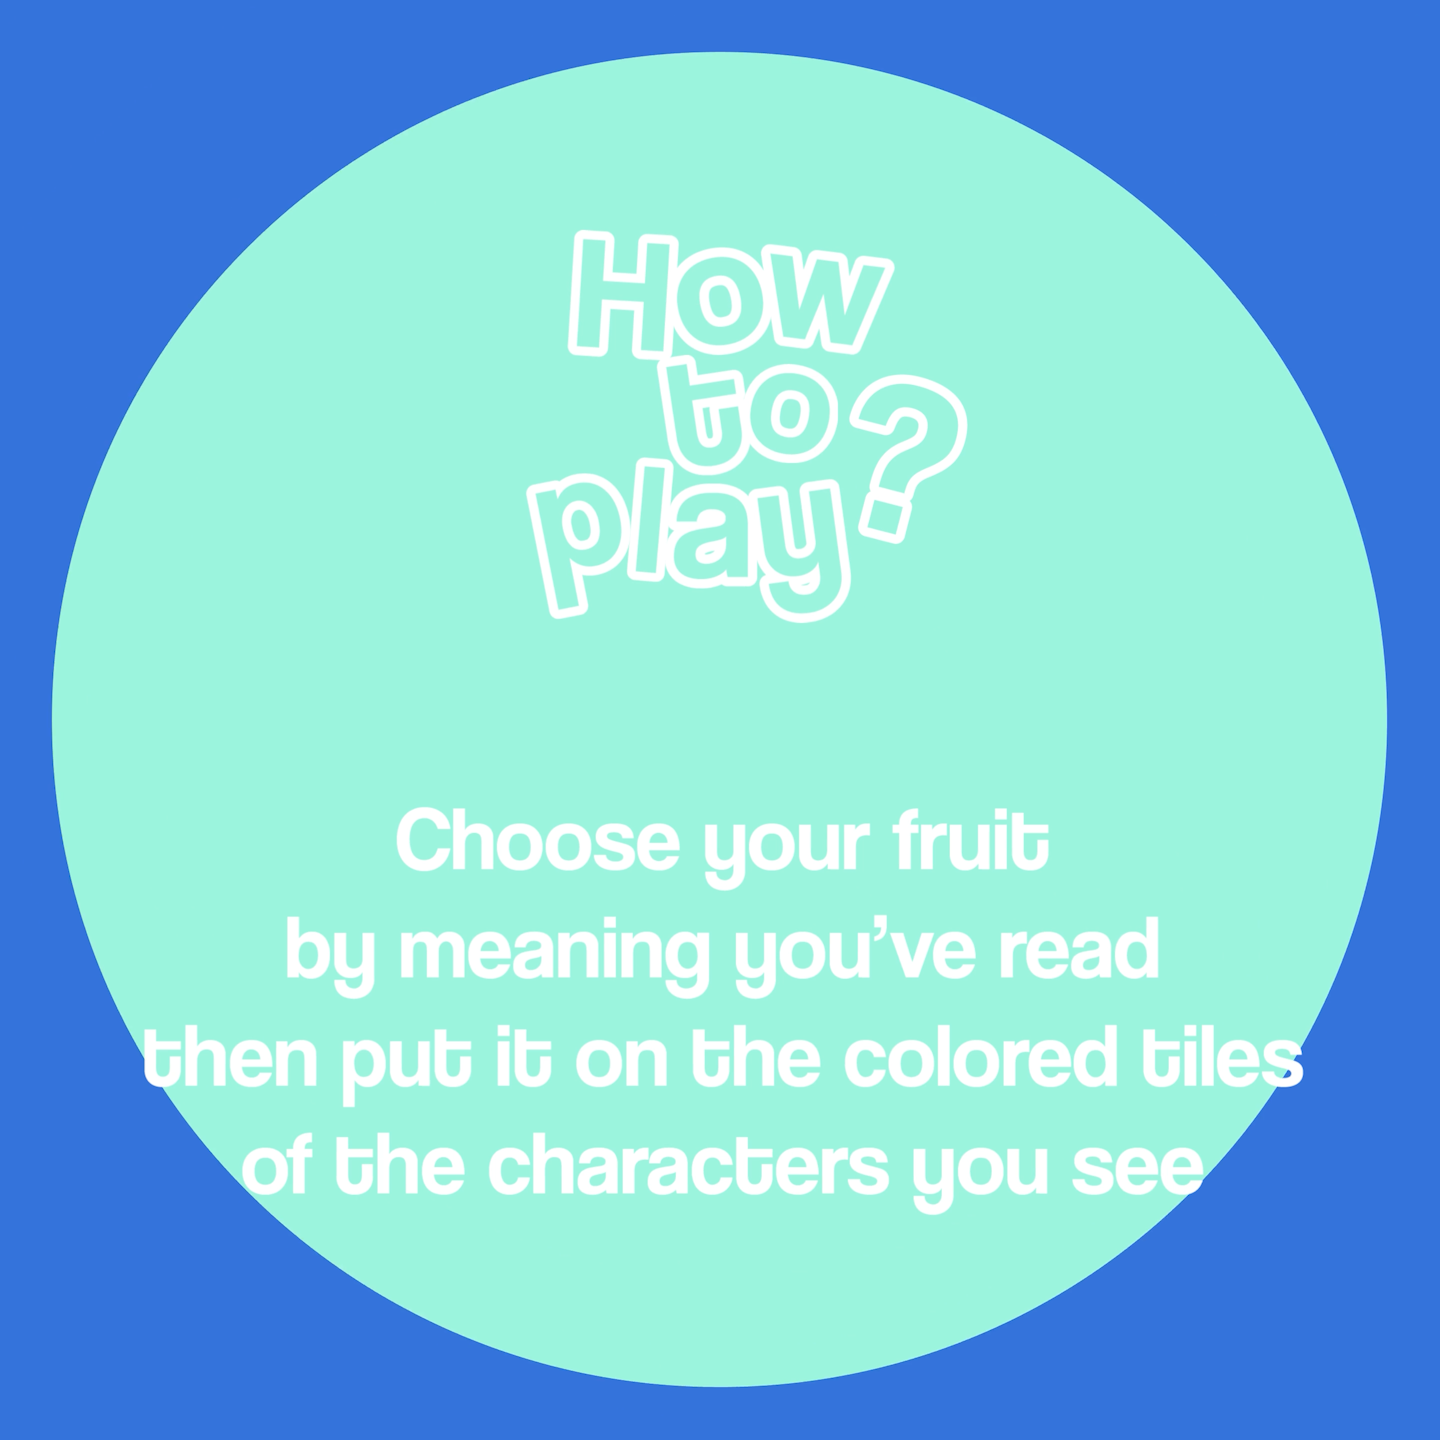 How
to
play?
Choose your fruit
by meaning you’ve read
then put it on the colored tiles
of the characters you see